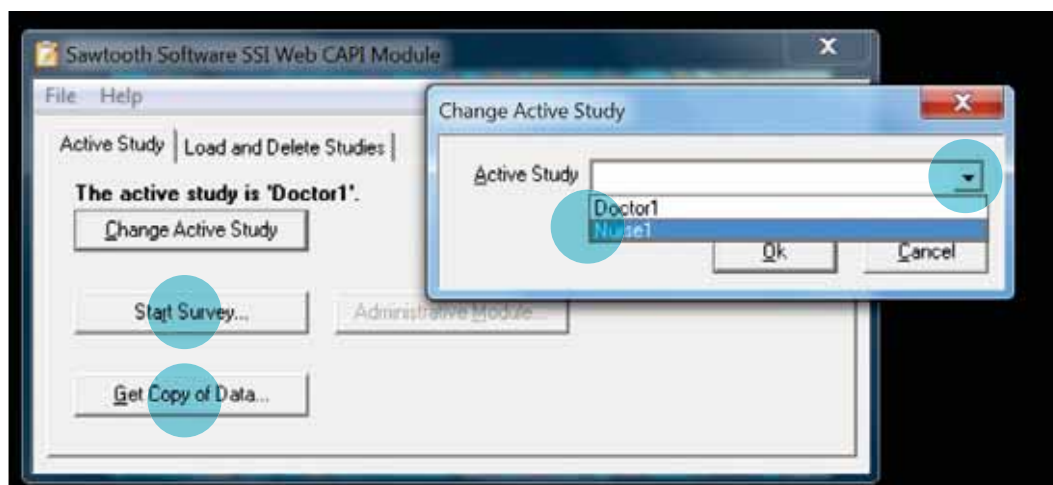 Sawtooth Software SSI Web CAPI Module
File Help
Active Study Load and Delete Studies
The active study is 'Doctor1'.
Change Active Study
Start Survey...
Administrative Module...
Get Copy of Data...
Change Active Study
Active Study
Doctor1
Nurse1
Ok Cancel